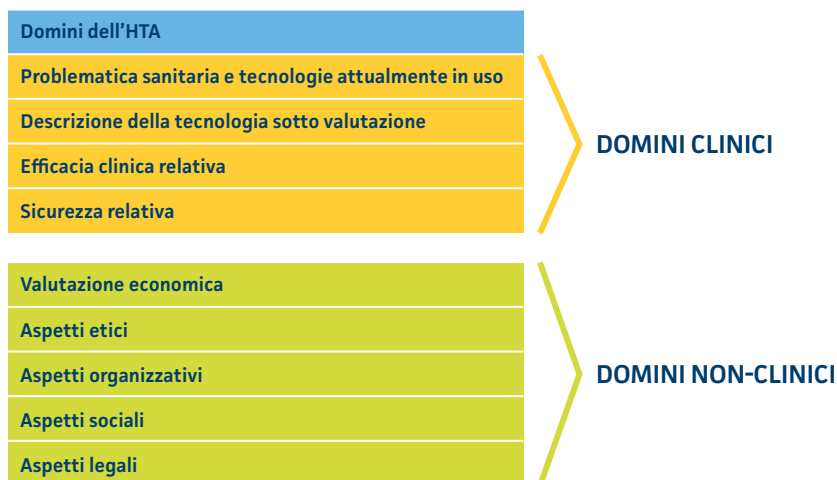 Domini dell'HTA
Problematica sanitaria e tecnologie attualmente in uso
Descrizione della tecnologia sotto valutazione
Efficacia clinica relativa
Sicurezza relativa
DOMINI CLINICI
Valutazione economica
Aspetti etici
Aspetti organizzativi
Aspetti sociali
Aspetti legali
DOMINI NON-CLINICI